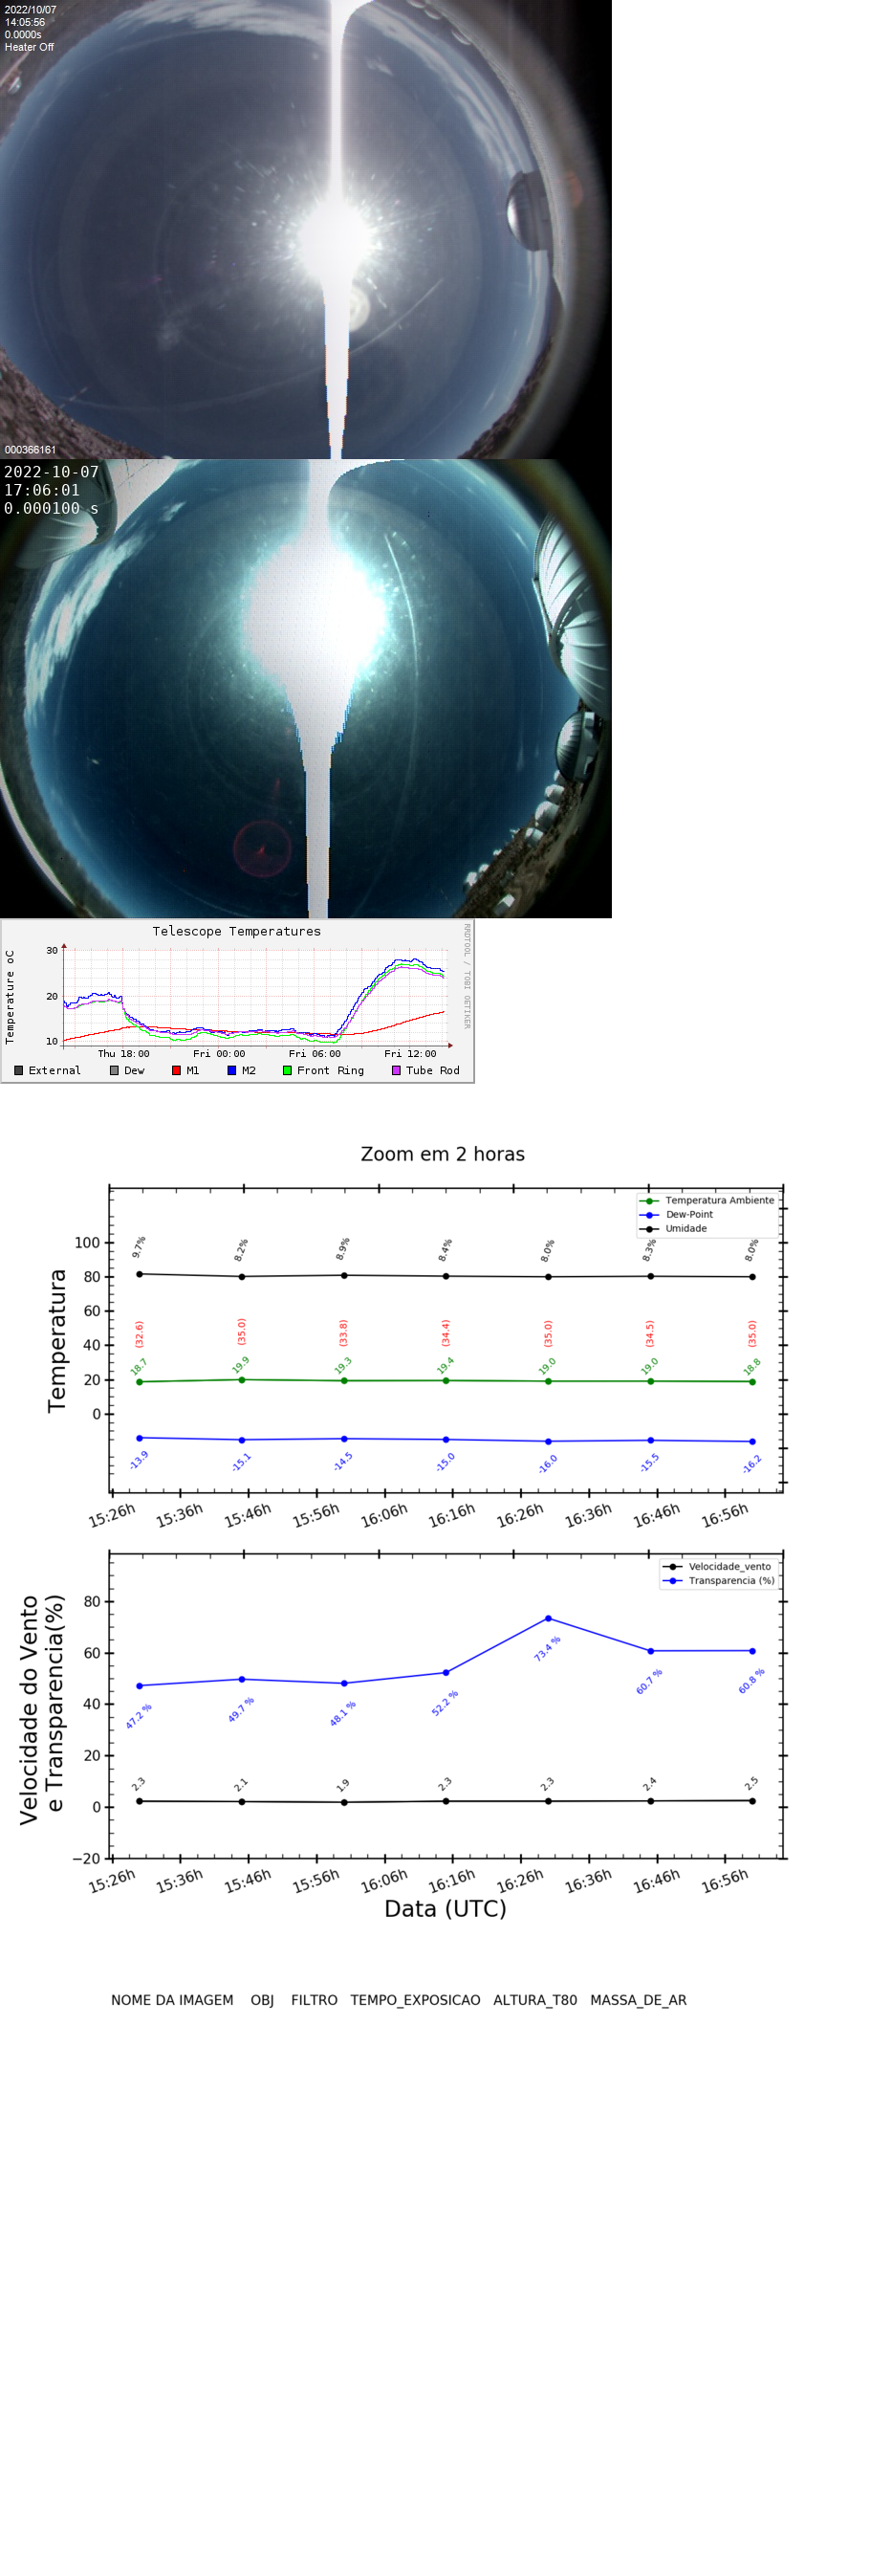 2022/10/07
14:05:56
0.0000s
Heater Off
000366161
2022-10-07
17:06:01
0.000100 s
Telescope Temperatures
RRDTOOL / TOBI OETIKER
Temperature oC
30
20
10
Thu 18:00 Fri 00:00 Fri 06:00 Fri 12:00
External Dew M1 M2 Front Ring Tube Rod
Zoom em 2 horas
Temperatura Ambiente
Dew-Point
Umidade
Temperatura
100
80
60
40
20
0
9.7% 8.2% 8.9% 8.4% 8.0% 8.3% 8.0%
(32.6) (35.0) (33.8) (34.4) (35.0) (34.5) (35.0)
18.7 19.9 19.3 19.4 19.0 19.0 18.8
-13.9 -15.1 -14.5 -15.0 -16.0 -15.5 -16.2
15:26h 15:36h 15:46h 15:56h 16:06h 16:16h 16:26h 16:36h 16:46h 16:56h
Velocidade_vento
Transparencia (%)
Velocidade do Vento
e Transparencia(%)
80
60
40
20
0
−20
47.2 % 49.7 % 48.1 % 52.2 % 73.4 % 60.7 % 60.8 %
2.3 2.1 1.9 2.3 2.3 2.4 2.5
15:26h 15:36h 15:46h 15:56h 16:06h 16:16h 16:26h 16:36h 16:46h 16:56h
Data (UTC)
NOME DA IMAGEM OBJ FILTRO TEMPO_EXPOSICAO ALTURA_T80 MASSA_DE_AR